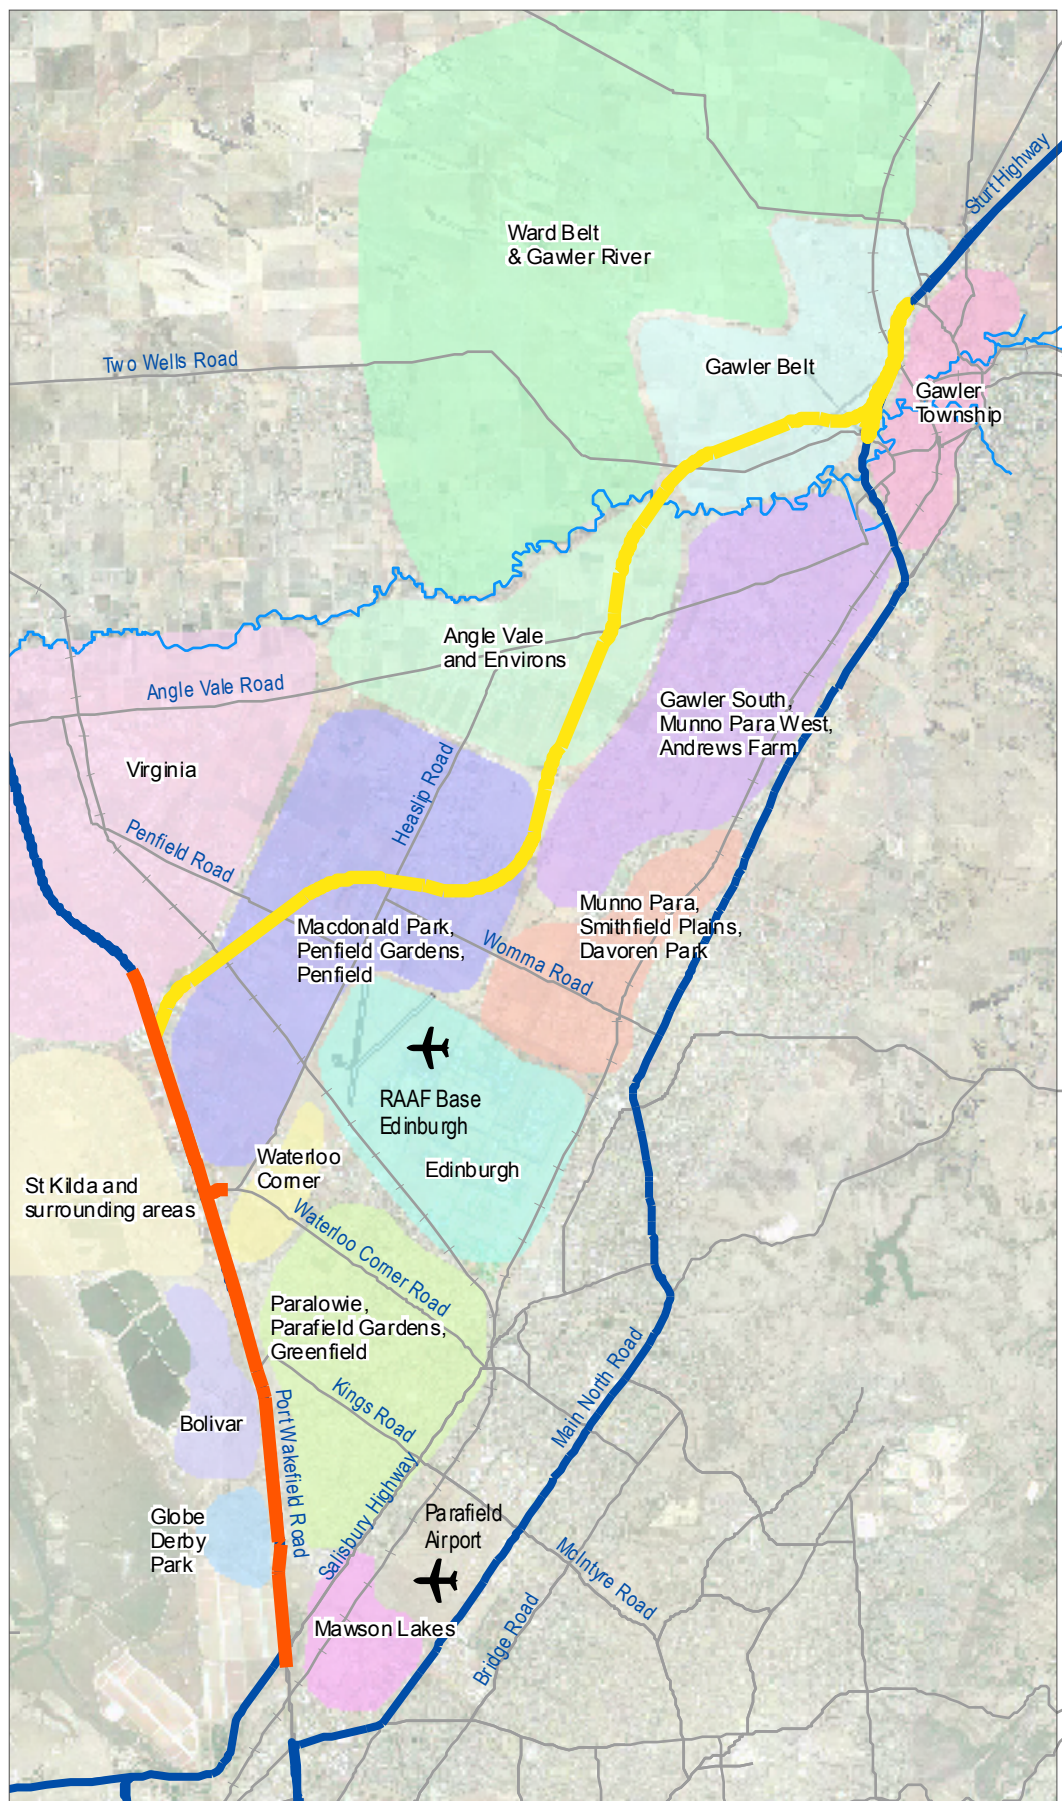 Sturt Highway
Ward Belt
& Gawler River
Two Wells Road
Gawler Belt
Gawler
Township
Angle Vale
and Environs
Angle Vale Road
Gawler South,
Munno Para West,
Andrews Farm
Virginia
Heaslip Road
Penfield Road
Munno Para,
Smithfield Plains,
Davoren Park
Macdonald Park,
Penfield Gardens,
Penfield
Womma Road
RAAF Base
Edinburgh
Edinburgh
Waterloo
Corner
St Kilda and
surrounding areas
Waterloo Corner Road
Paralowie,
Parafield Gardens,
Greenfield
Main North Road
Kings Road
Bolivar
Port Wakefield Road
Salisbury Highway
Globe
Derby
Park
Parafield
Airport
McIntyre Road
Mawson Lakes
Bridge Road